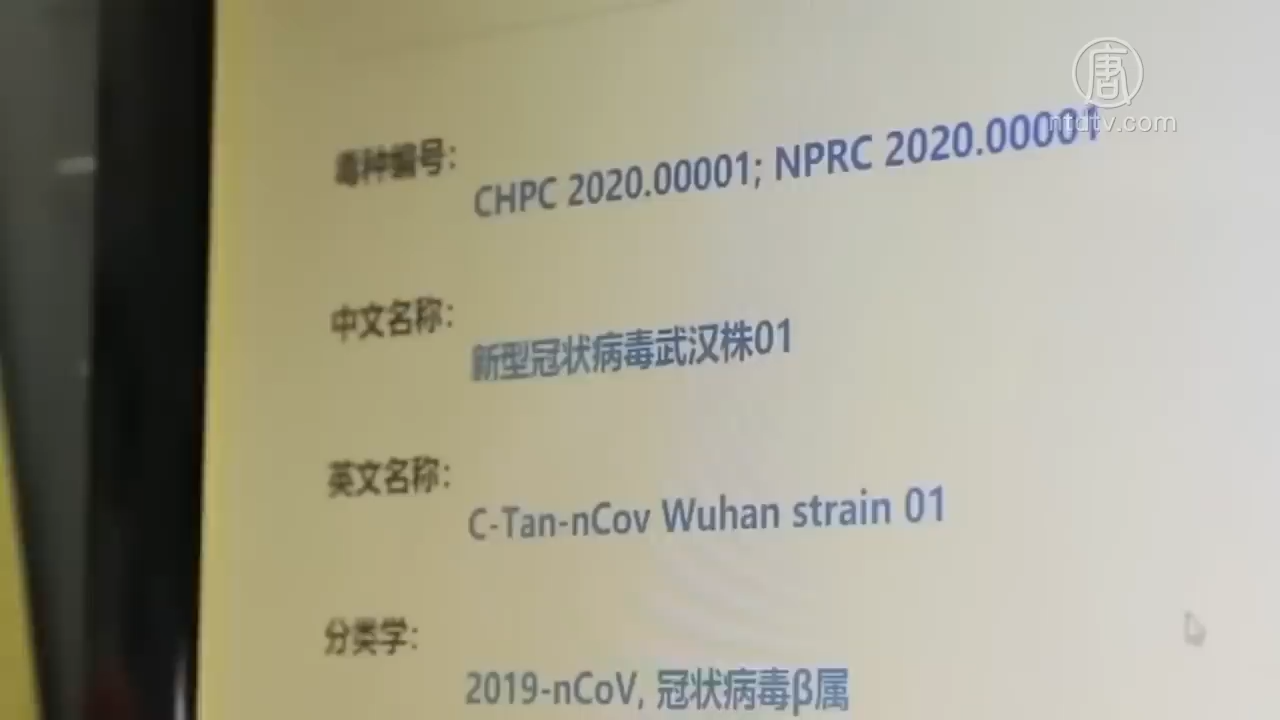 唐
ntdtv.com
毒种编号:
CHPC 2020.00001; NPRC 2020.00001
中文名称:
新型冠状病毒武汉株01
英文名称:
C-Tan-nCov Wuhan strain 01
分类学:
2019-nCoV, 冠状病毒β属